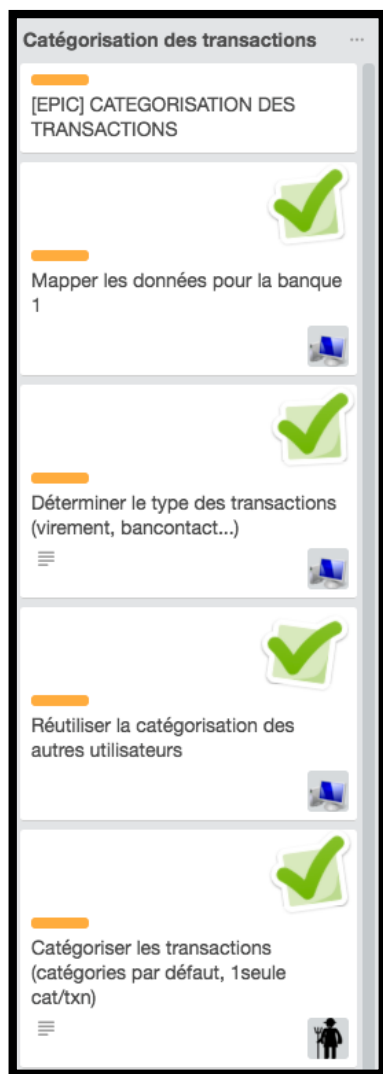 Catégorisation des transactions
[EPIC] CATEGORISATION DES
TRANSACTIONS
Mapper les données pour la banque
1
Déterminer le type des transactions
(virement, bancontact...)
Réutiliser la catégorisation des
autres utilisateurs
Catégoriser les transactions
(catégories par défaut, 1seule
cat/txn)